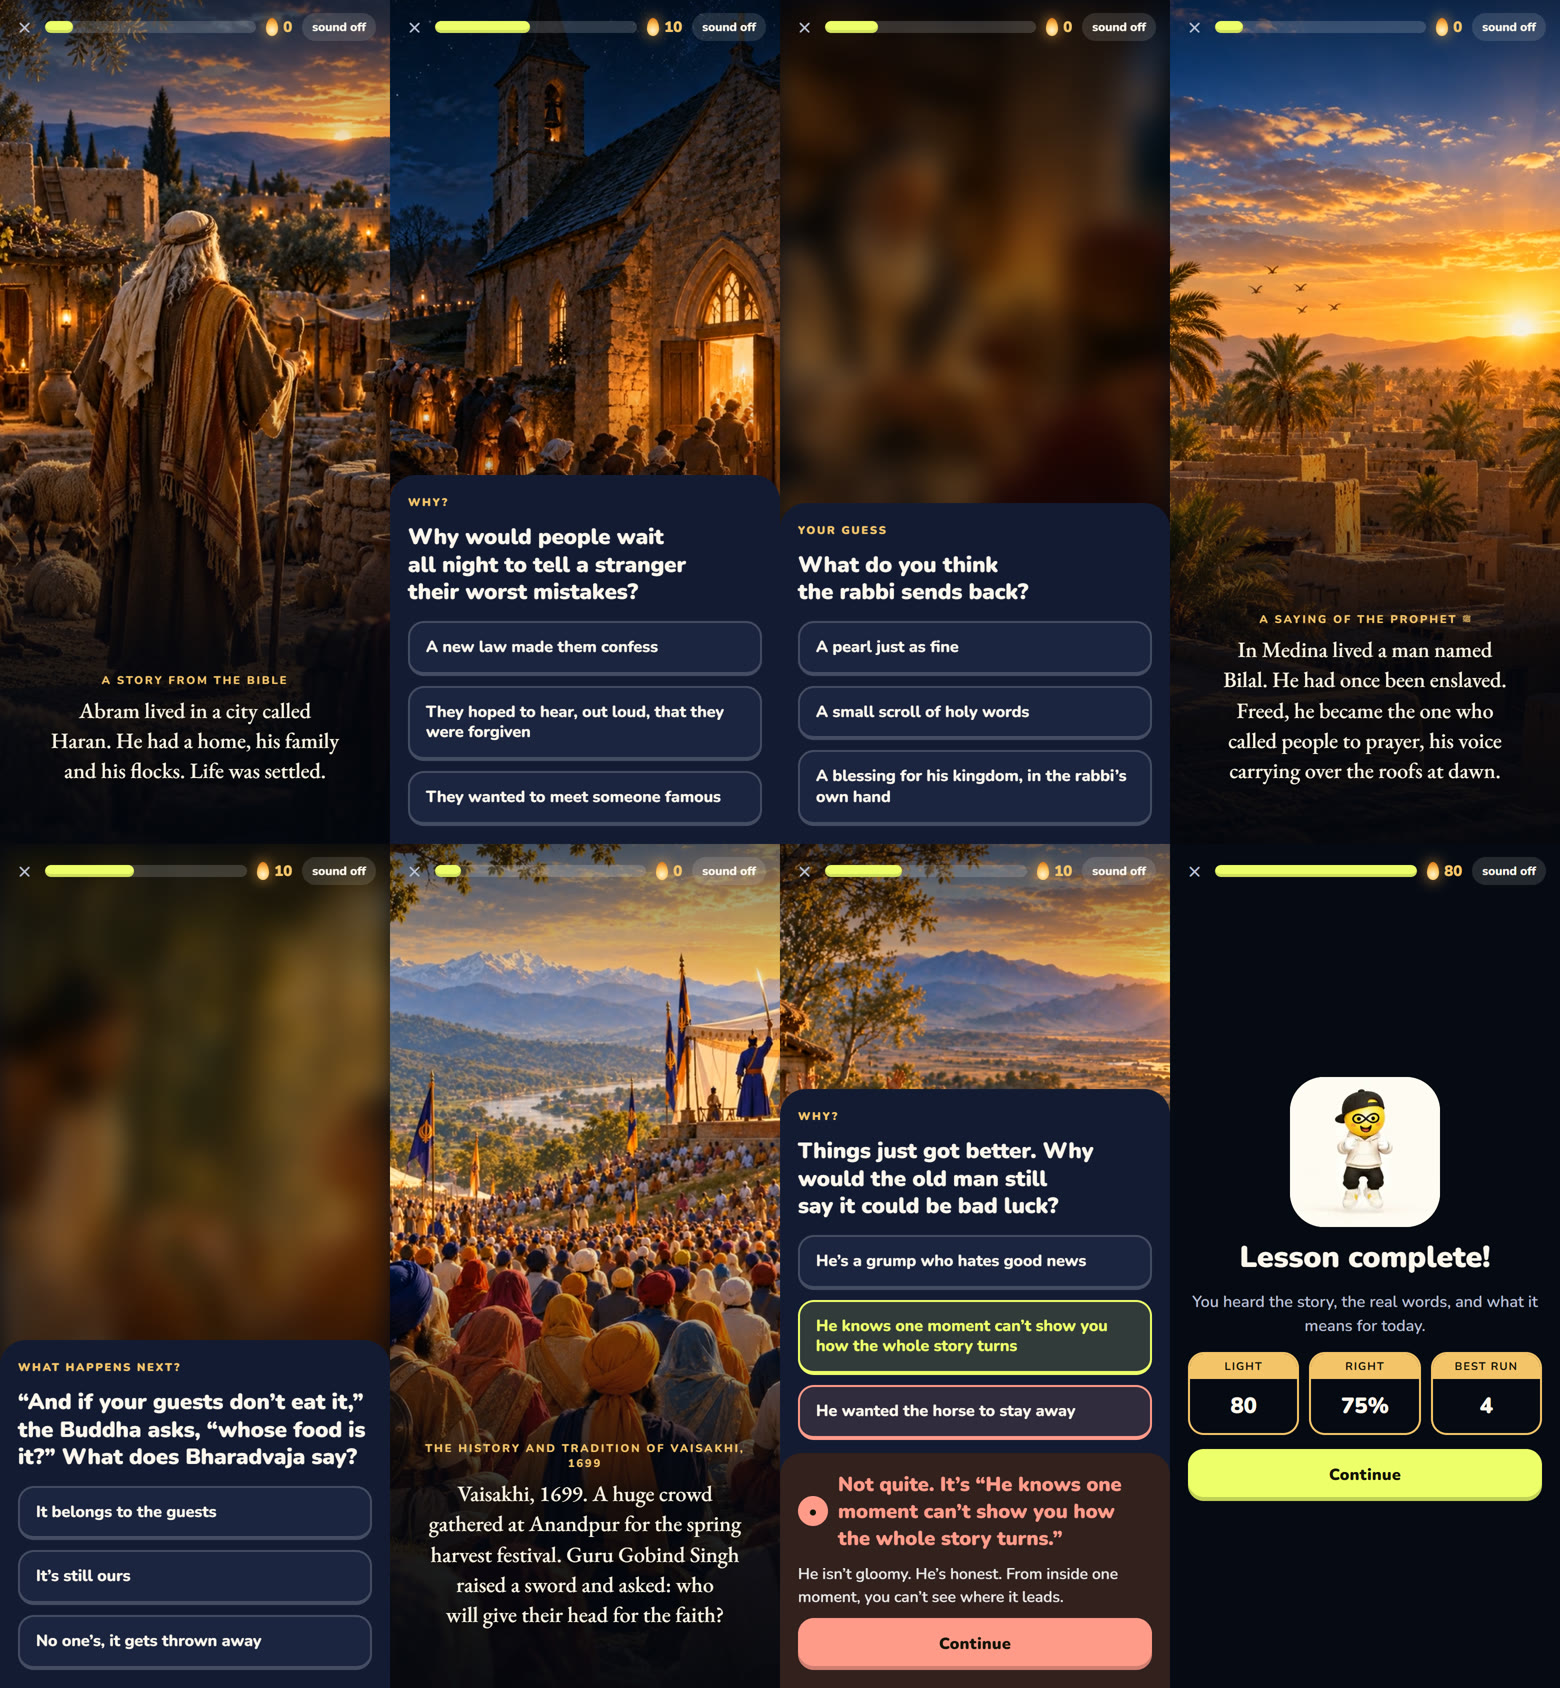 0
sound off
A STORY FROM THE BIBLE
Abram lived in a city called
Haran. He had a home, his family
and his flocks. Life was settled.
10
sound off
WHY?
Why would people wait
all night to tell a stranger
their worst mistakes?
A new law made them confess
They hoped to hear, out loud, that they
were forgiven
They wanted to meet someone famous
0
sound off
YOUR GUESS
What do you think
the rabbi sends back?
A pearl just as fine
A small scroll of holy words
A blessing for his kingdom, in the rabbi’s
own hand
0
sound off
A SAYING OF THE PROPHET
In Medina lived a man named
Bilal. He had once been enslaved.
Freed, he became the one who
called people to prayer, his voice
carrying over the roofs at dawn.
10
sound off
WHAT HAPPENS NEXT?
“And if your guests don’t eat it,”
the Buddha asks, “whose food is
it?” What does Bharadvaja say?
It belongs to the guests
It’s still ours
No one’s, it gets thrown away
0
sound off
THE HISTORY AND TRADITION OF VAISAKHI,
1699
Vaisakhi, 1699. A huge crowd
gathered at Anandpur for the spring
harvest festival. Guru Gobind Singh
raised a sword and asked: who
will give their head for the faith?
10
sound off
WHY?
Things just got better. Why
would the old man still
say it could be bad luck?
He’s a grump who hates good news
He knows one moment can’t show you
how the whole story turns
He wanted the horse to stay away
Not quite. It’s “He knows one
moment can’t show you how
the whole story turns.”
He isn’t gloomy. He’s honest. From inside one
moment, you can’t see where it leads.
Continue
80
sound off
Lesson complete!
You heard the story, the real words, and what it
means for today.
LIGHT
80
RIGHT
75%
BEST RUN
4
Continue